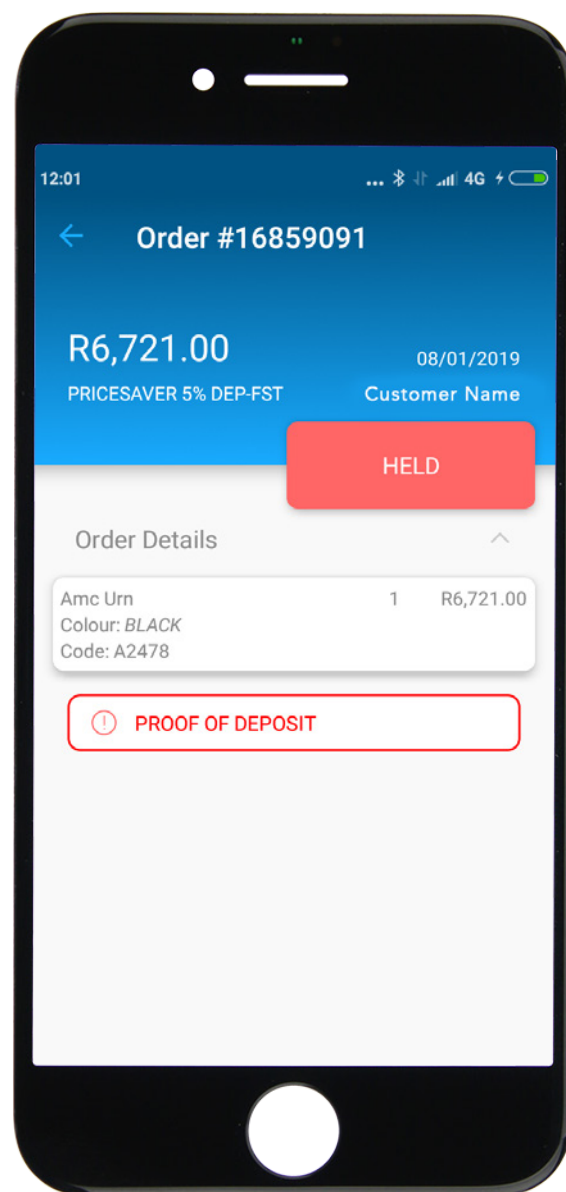 12:01 ... 4G
Order #16859091
R6,721.00
08/01/2019
PRICESAVER 5% DEP-FST Customer Name
HELD
Order Details
Amc Urn 1 R6,721.00
Colour: BLACK
Code: A2478
PROOF OF DEPOSIT